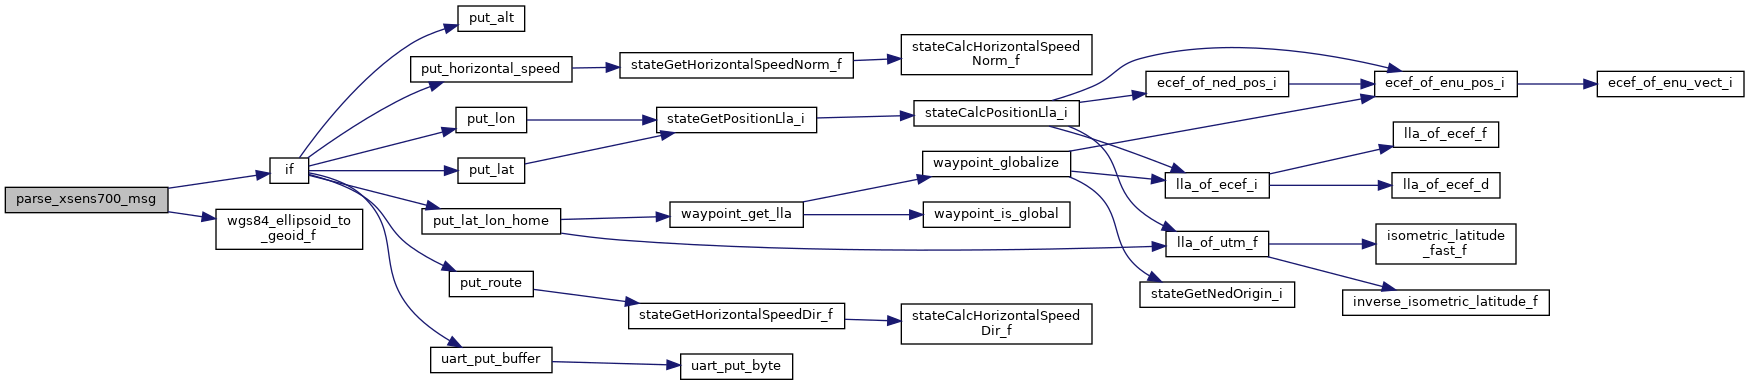 parse_xsens700_msg
if
wgs84_ellipsoid_to
_geoid_f
put_alt
put_horizontal_speed
put_lon
put_lat
put_lat_lon_home
put_route
uart_put_buffer
stateGetHorizontalSpeedNorm_f
stateGetPositionLla_i
waypoint_get_lla
stateGetHorizontalSpeedDir_f
uart_put_byte
stateCalcHorizontalSpeed
Norm_f
stateCalcPositionLla_i
waypoint_globalize
waypoint_is_global
stateCalcHorizontalSpeed
Dir_f
ecef_of_ned_pos_i
lla_of_ecef_i
lla_of_utm_f
stateGetNedOrigin_i
ecef_of_enu_pos_i
lla_of_ecef_f
lla_of_ecef_d
isometric_latitude
_fast_f
inverse_isometric_latitude_f
ecef_of_enu_vect_i